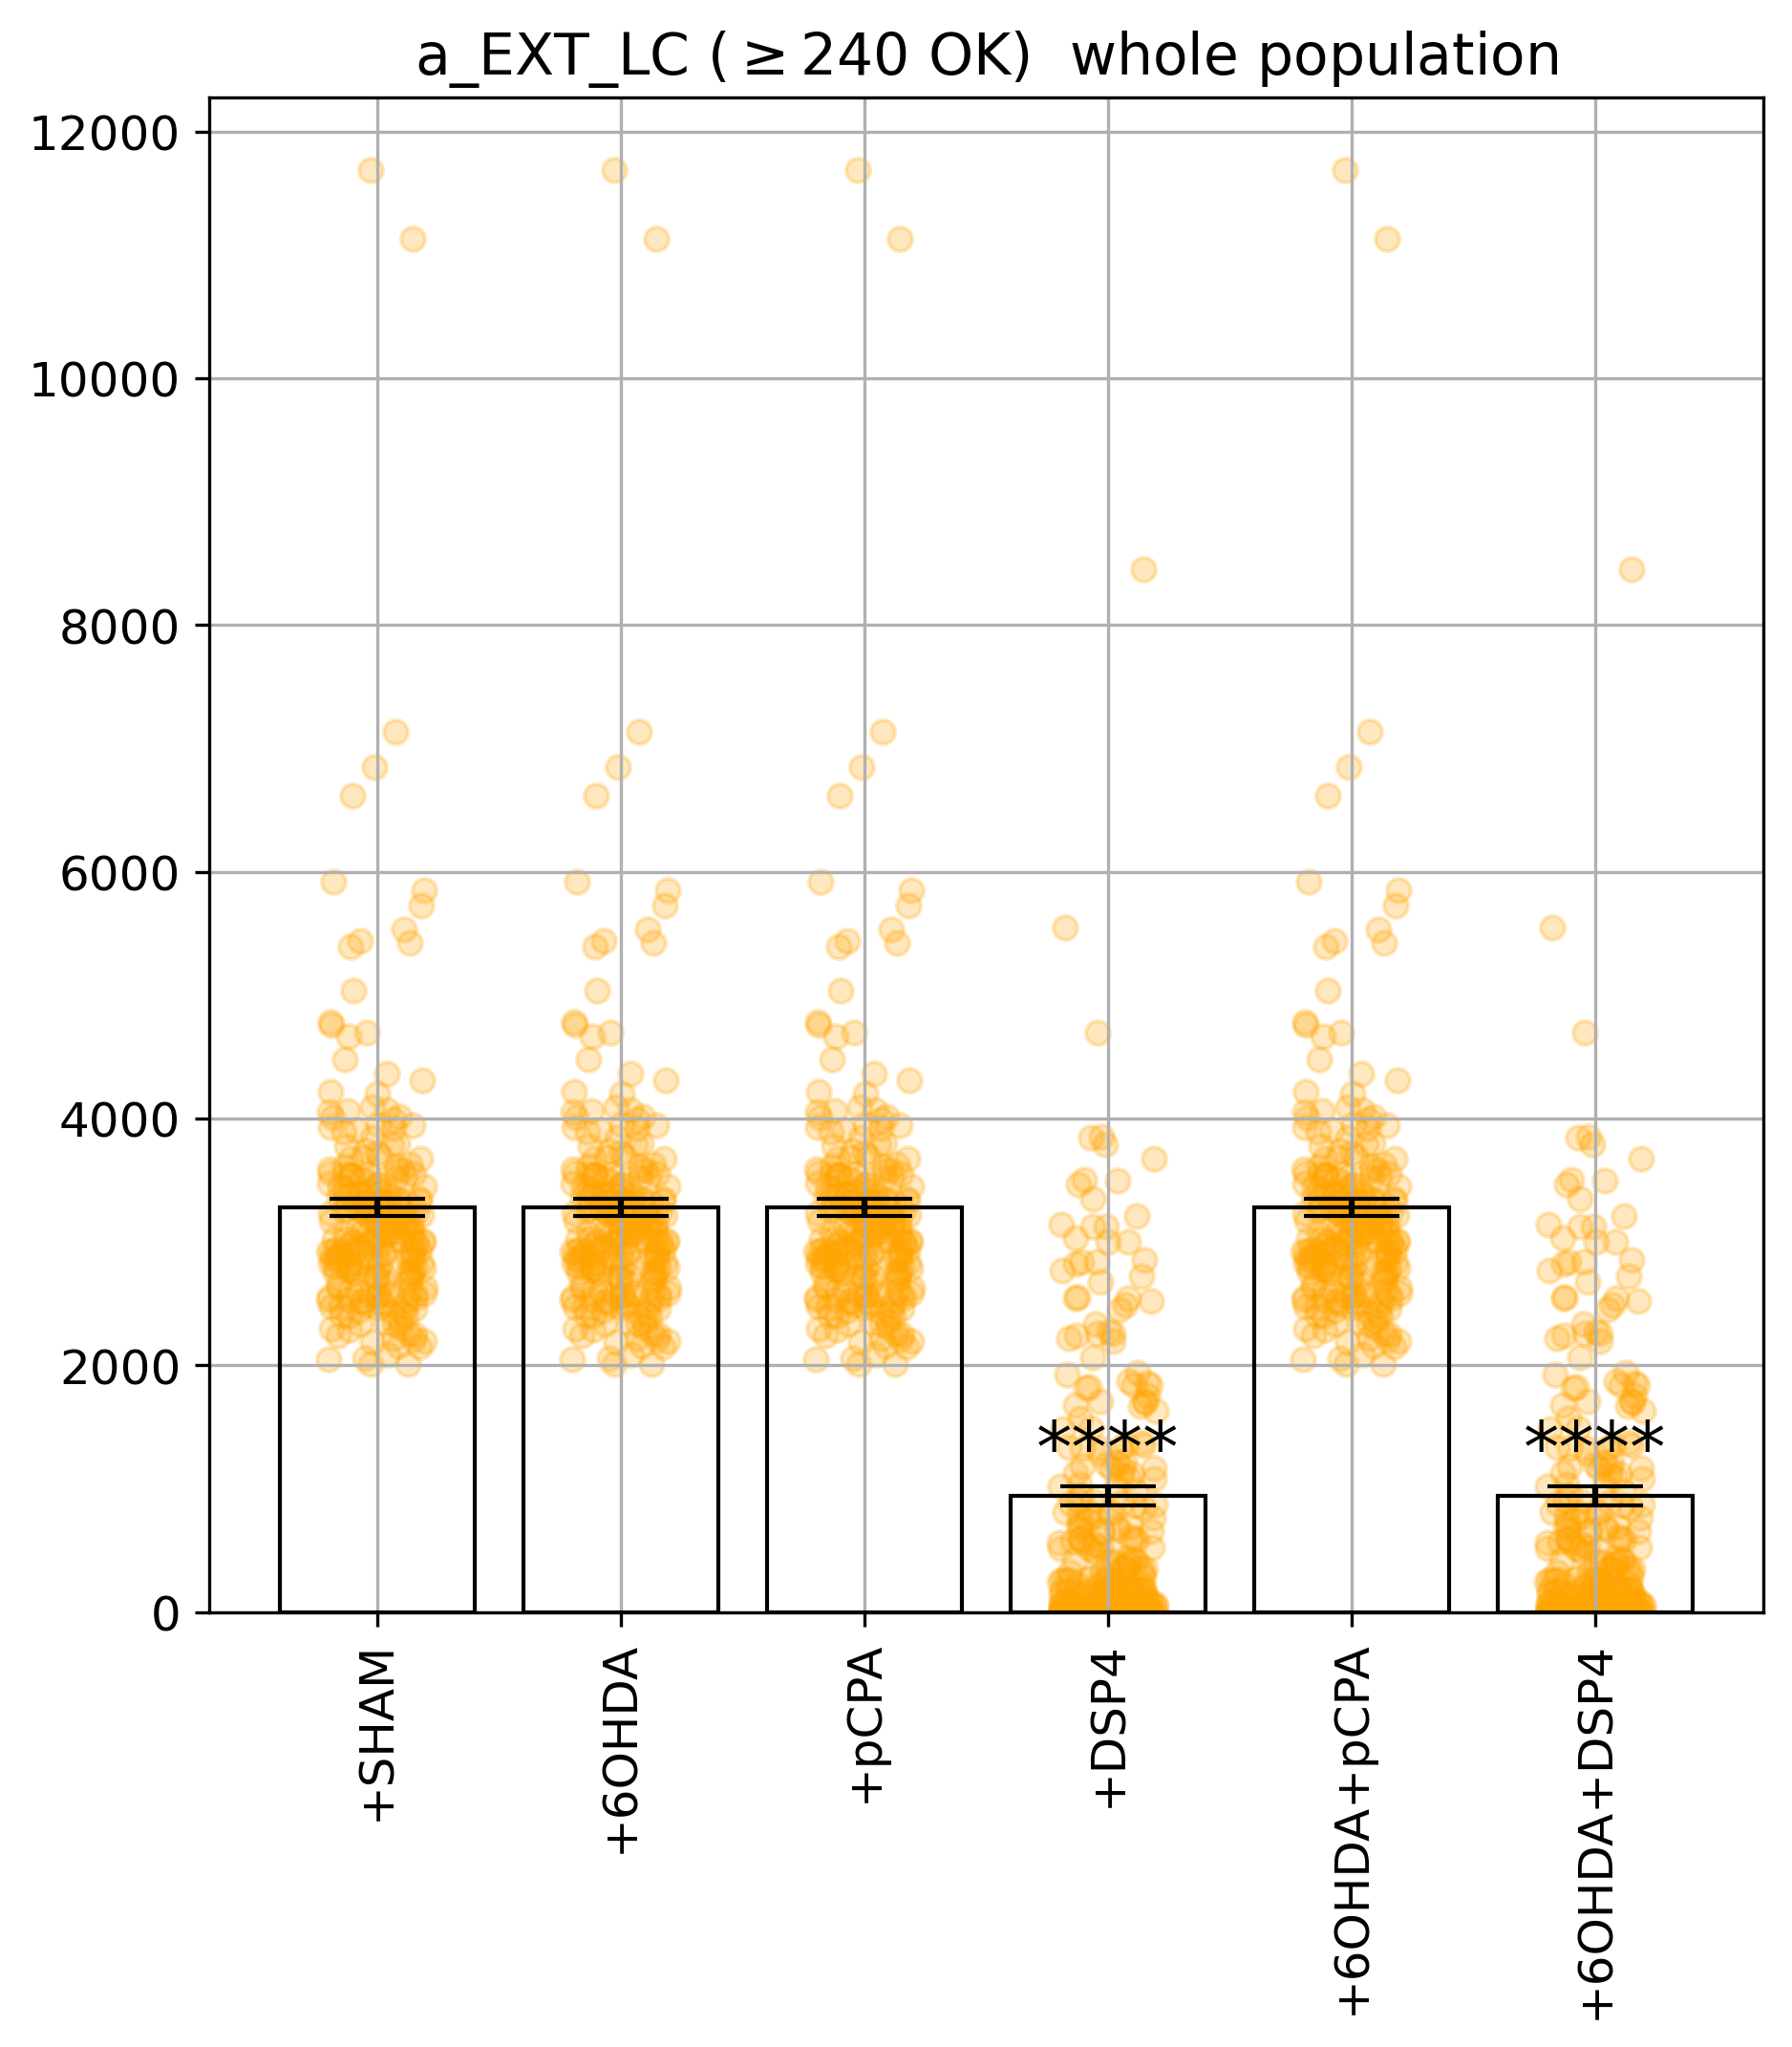 a_EXT_LC ( ≥ 240 OK)  whole population
12000
10000
8000
6000
4000
2000
0
**** ****
+SHAM
+6OHDA
+pCPA
+DSP4
+6OHDA+pCPA
+6OHDA+DSP4